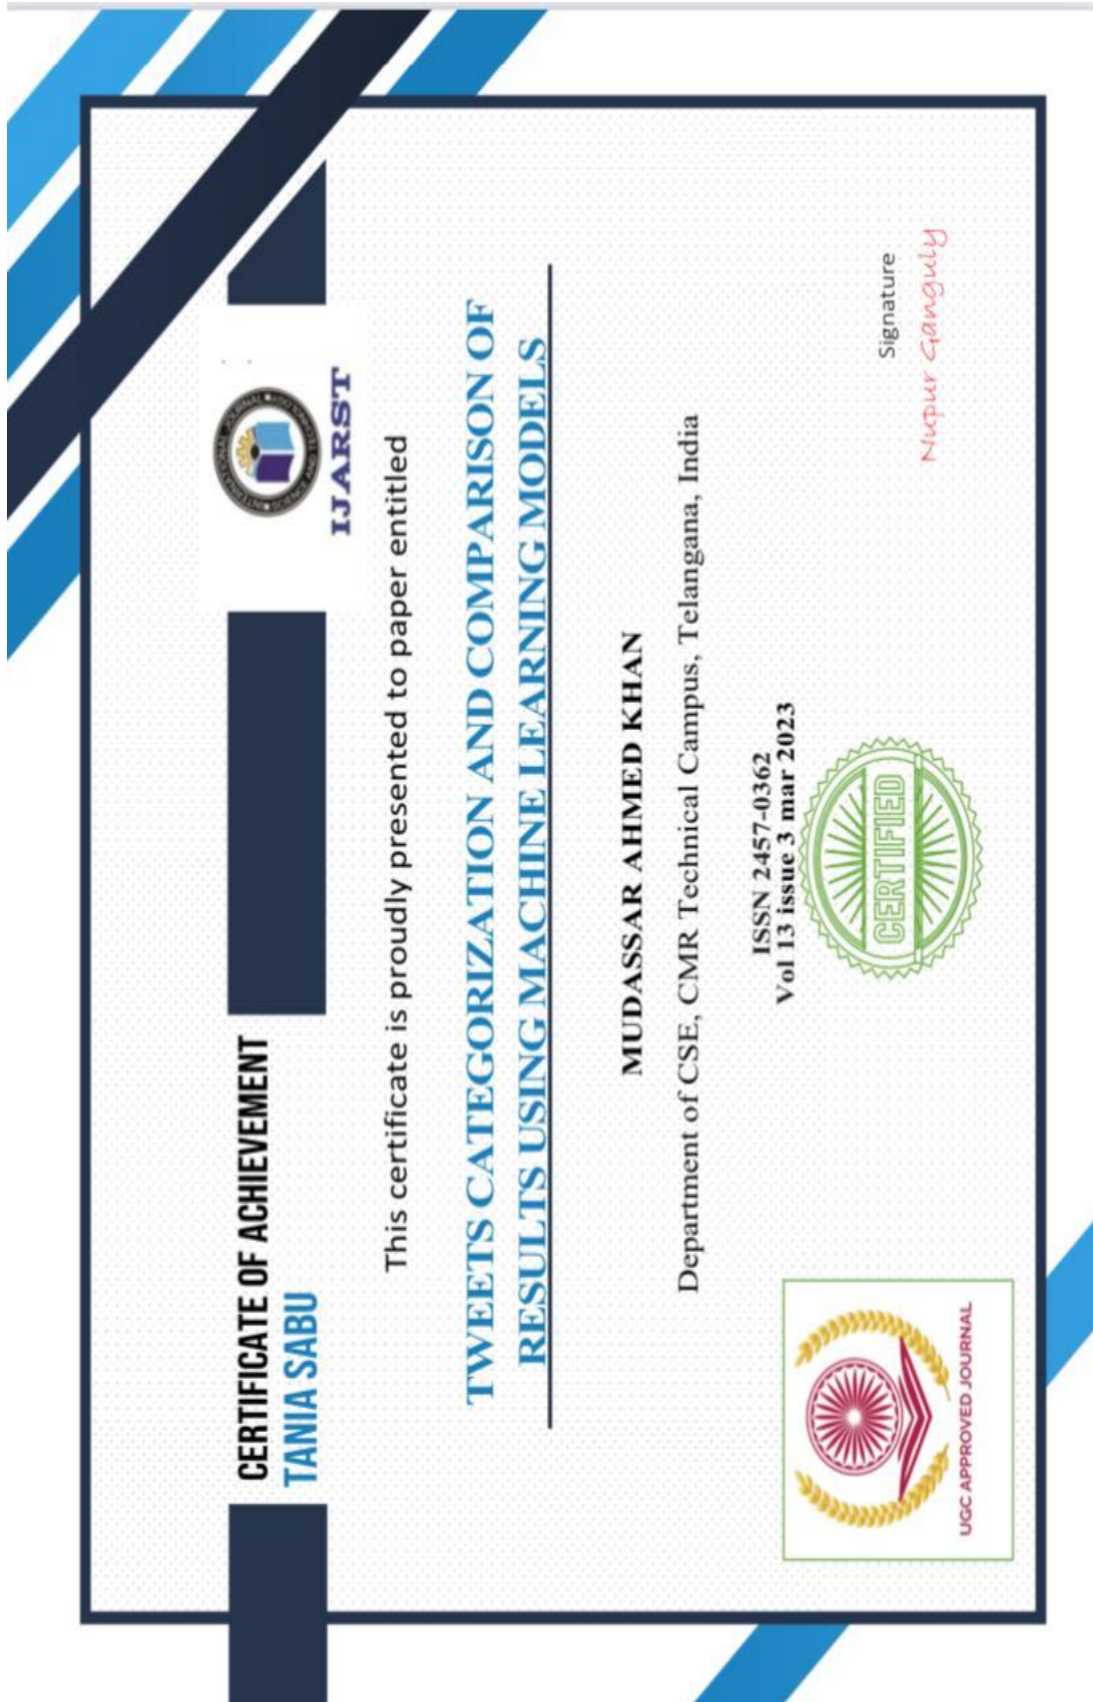 CERTIFICATE OF ACHIEVEMENT
TANIA SABU
IJARST
This certificate is proudly presented to paper entitled
TWEETS CATEGORIZATION AND COMPARISON OF
RESULTS USING MACHINE LEARNING MODELS
MUDASSAR AHMED KHAN
Department of CSE, CMR Technical Campus, Telangana, India
ISSN 2457-0362
Vol 13 issue 3 mar 2023
CERTIFIED
UGC APPROVED JOURNAL
Signature
Nupur Ganguly